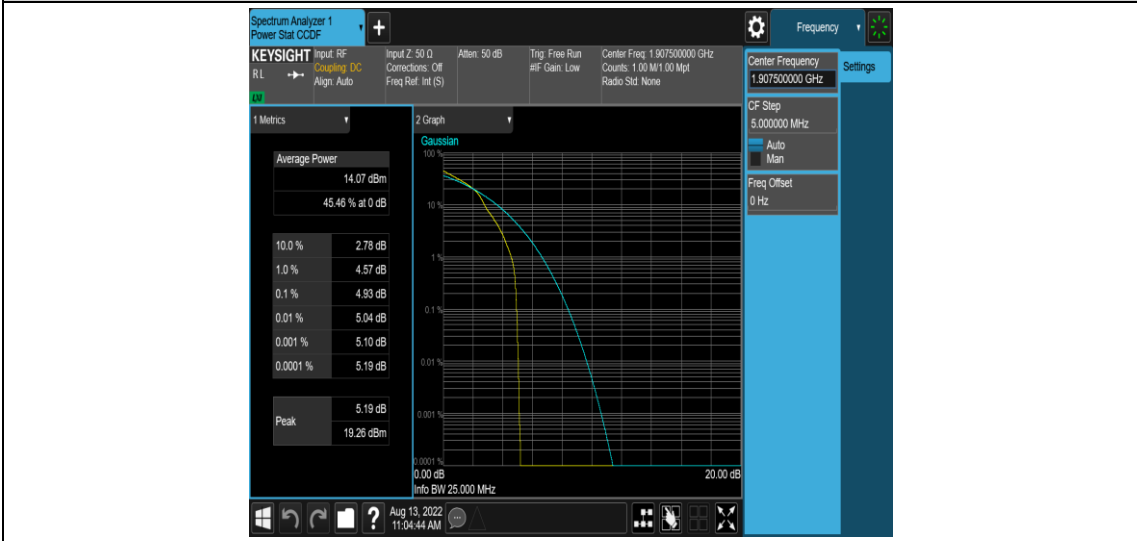 Spectrum Analyzer 1
Power Stat CCDF
+
Frequency
KEYSIGHT
R L
LXI
Input: RF
Coupling: DC
Align: Auto
Input Z: 50 Ω
Corrections: Off
Freq Ref: Int (S)
Atten: 50 dB
Trig: Free Run
#IF Gain: Low
Center Freq: 1.907500000 GHz
Counts: 1.00 M/1.00 Mpt
Radio Std: None
Center Frequency
1.907500000 GHz
Settings
CF Step
5.000000 MHz
Auto
Man
Freq Offset
0 Hz
1 Metrics
Average Power
14.07 dBm
45.46 % at 0 dB
10.0 % 2.78 dB
1.0 % 4.57 dB
0.1 % 4.93 dB
0.01 % 5.04 dB
0.001 % 5.10 dB
0.0001 % 5.19 dB
Peak
5.19 dB
19.26 dBm
2 Graph
Gaussian
100 %
10 %
1 %
0.1 %
0.01 %
0.001 %
0.0001 %
0.00 dB 20.00 dB
Info BW 25.000 MHz
?
Aug 13, 2022
11:04:44 AM